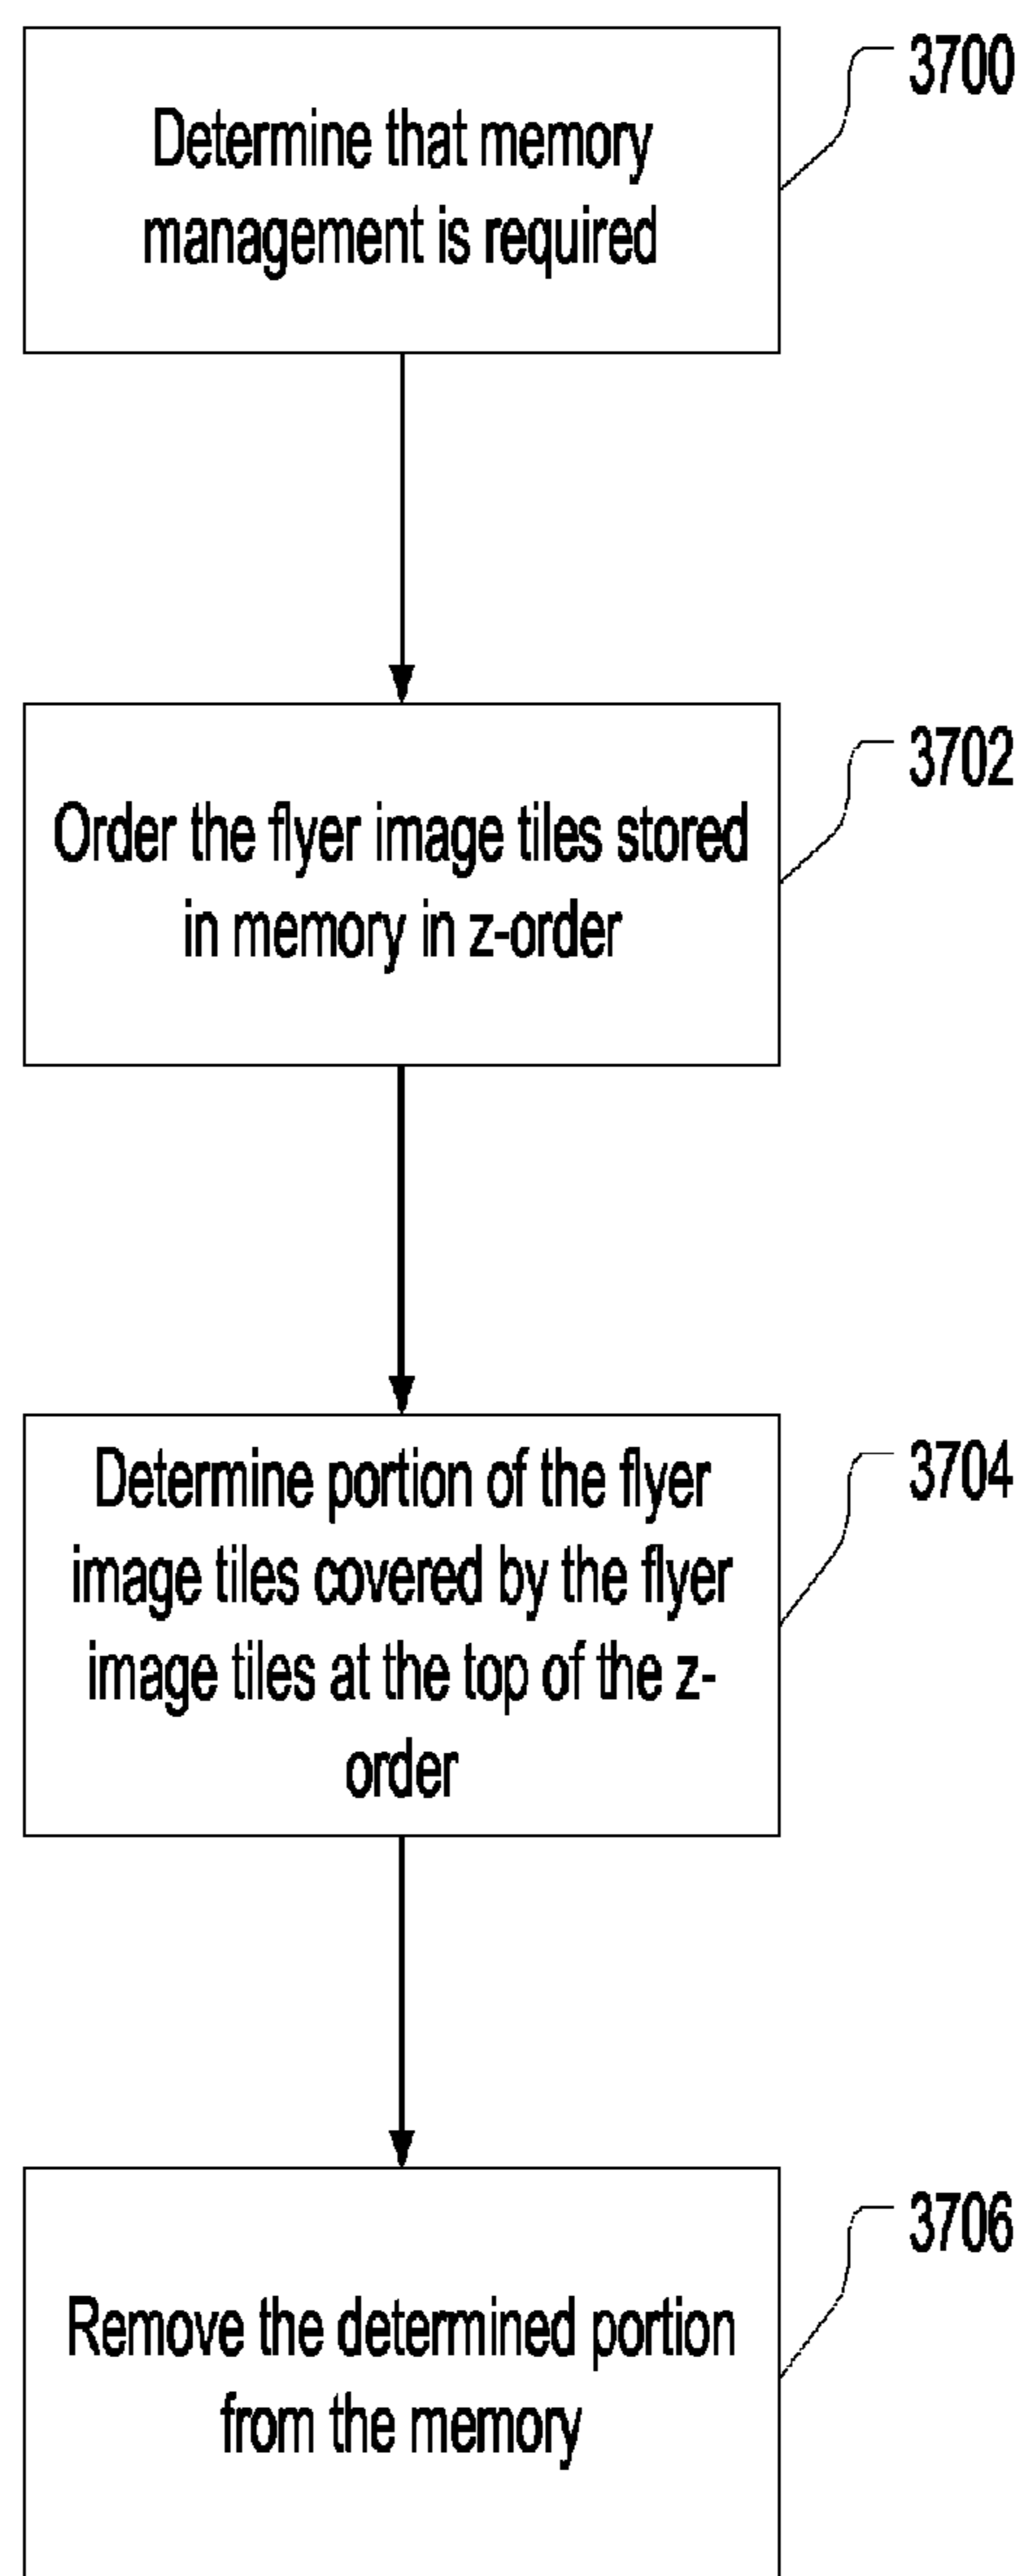 Determine that memory
management is required
3700
Order the flyer image tiles stored
in memory in z-order
3702
Determine portion of the flyer
image tiles covered by the flyer
image tiles at the top of the z-
order
3704
Remove the determined portion
from the memory
3706